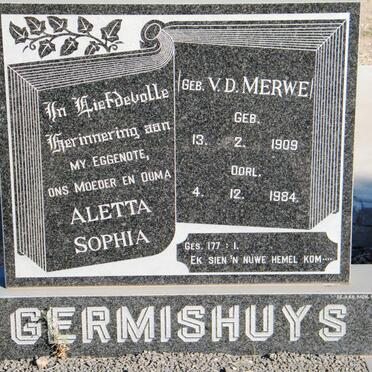 In Liefdevolle
Herinnering aan
MY EGGENOTE,
ONS MOEDER EN OUMA
ALETTA
SOPHIA
(GEB. V.D. MERWE)
GEB.
13. 2. 1909
OORL.
4. 12. 1984.
GES. 177 : 1.
EK SIEN 'N NUWE HEMEL KOM....
GERMISHUYS